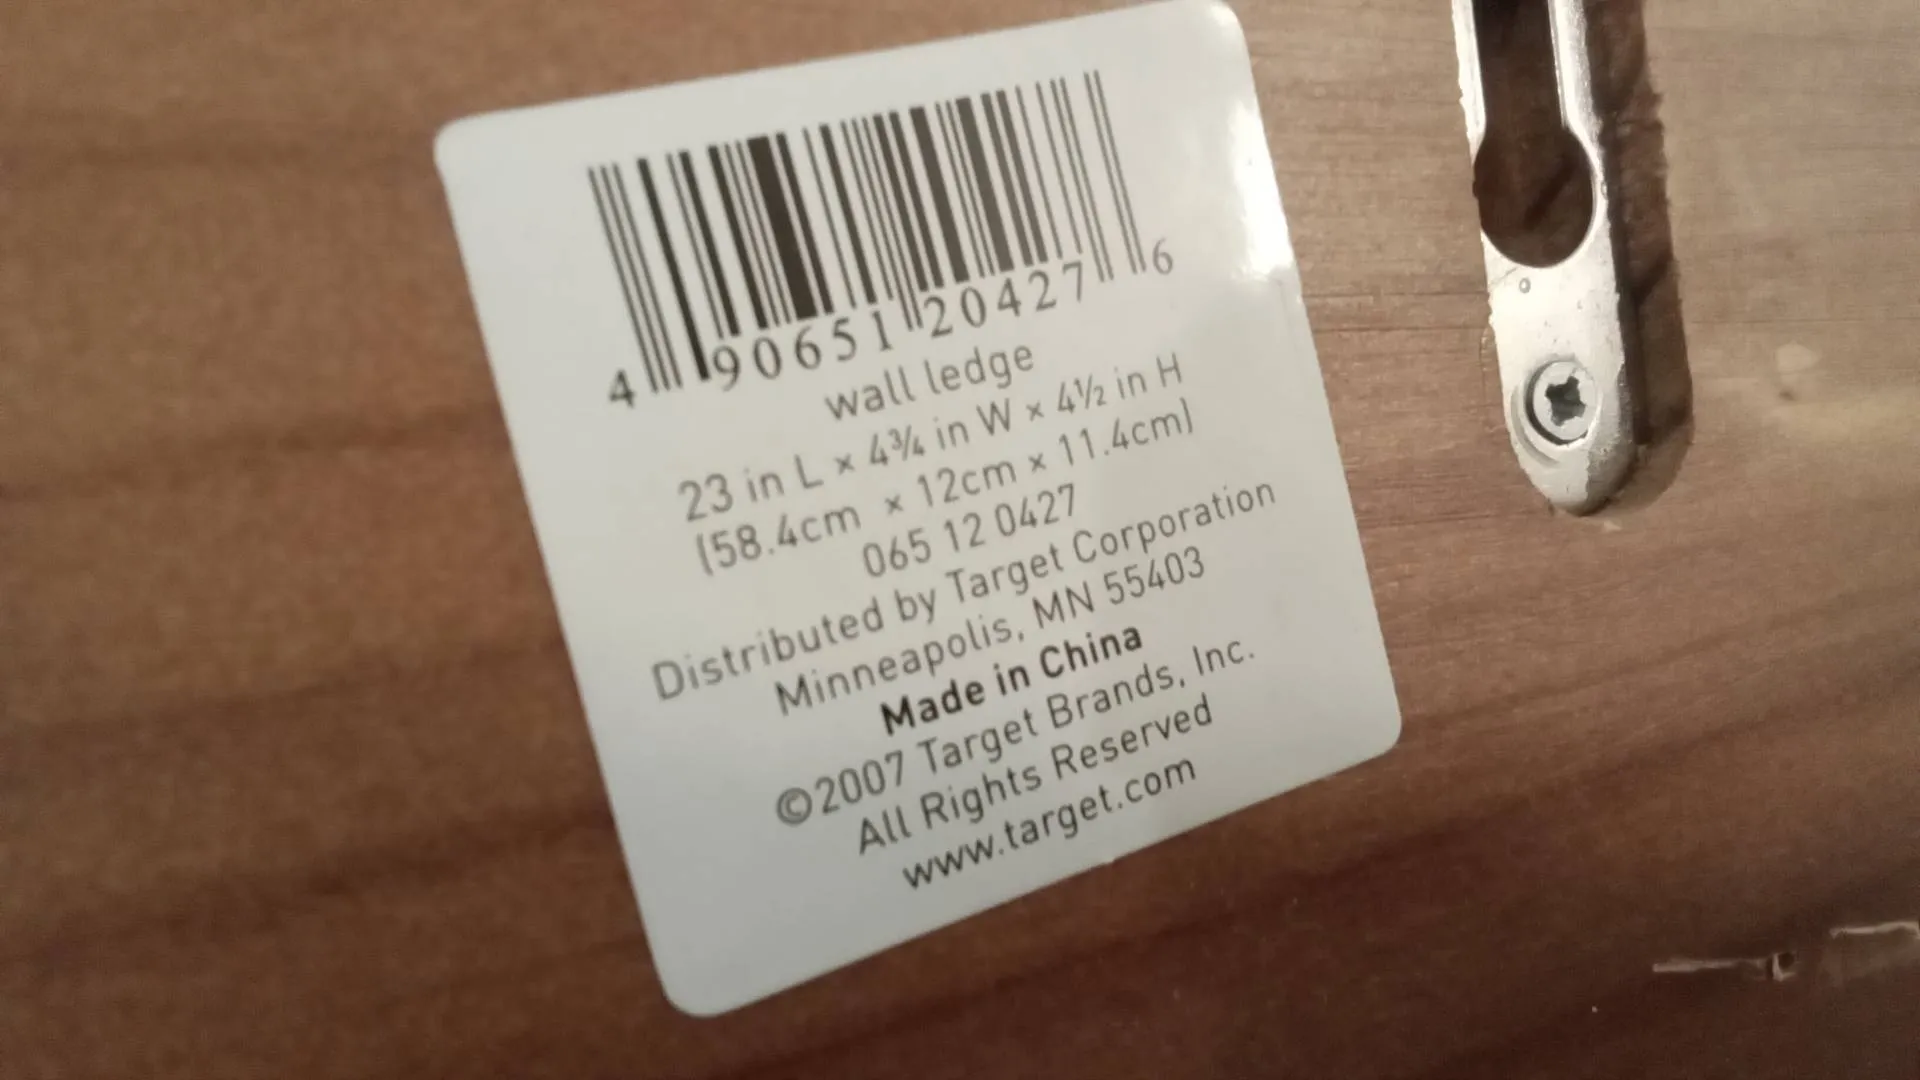 4 90651 20427 6
wall ledge
23 in L × 4¾ in W × 4½ in H
(58.4cm × 12cm × 11.4cm)
065 12 0427
Distributed by Target Corporation
Minneapolis, MN 55403
Made in China
©2007 Target Brands, Inc.
All Rights Reserved
www.target.com